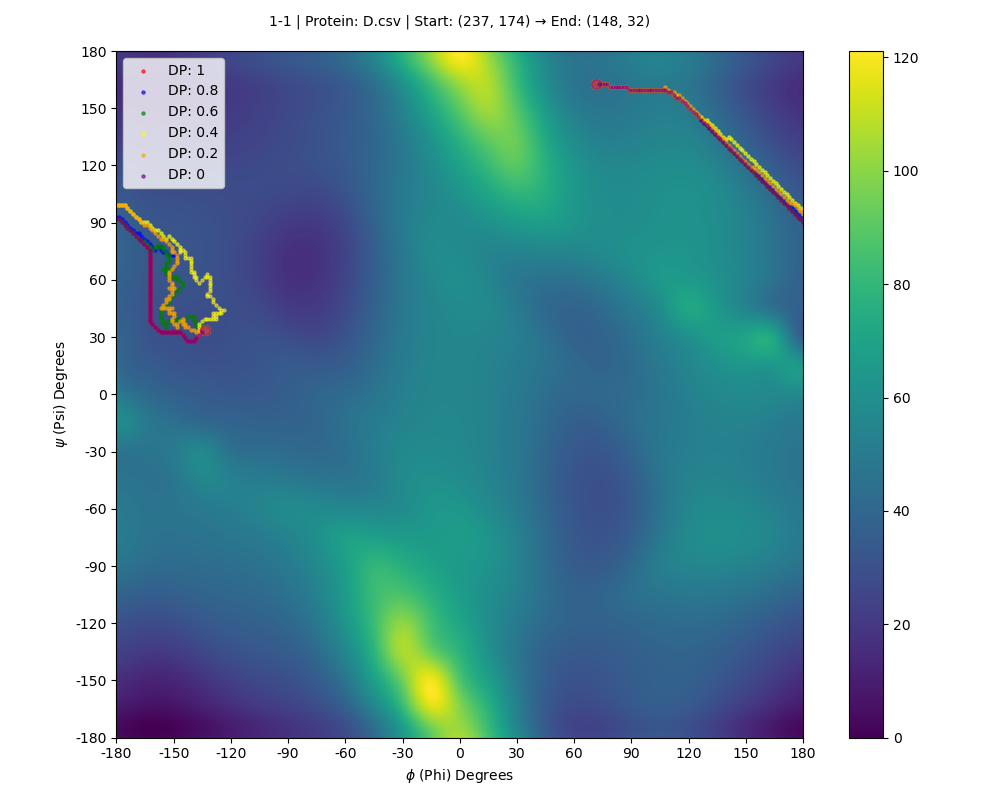 1-1 | Protein: D.csv | Start: (237, 174) → End: (148, 32)
DP: 1
DP: 0.8
DP: 0.6
DP: 0.4
DP: 0.2
DP: 0
180
150
120
90
60
30
0
-30
-60
-90
-120
-150
-180
ψ (Psi) Degrees
-180 -150 -120 -90 -60 -30 0 30 60 90 120 150 180
ϕ (Phi) Degrees
120
100
80
60
40
20
0